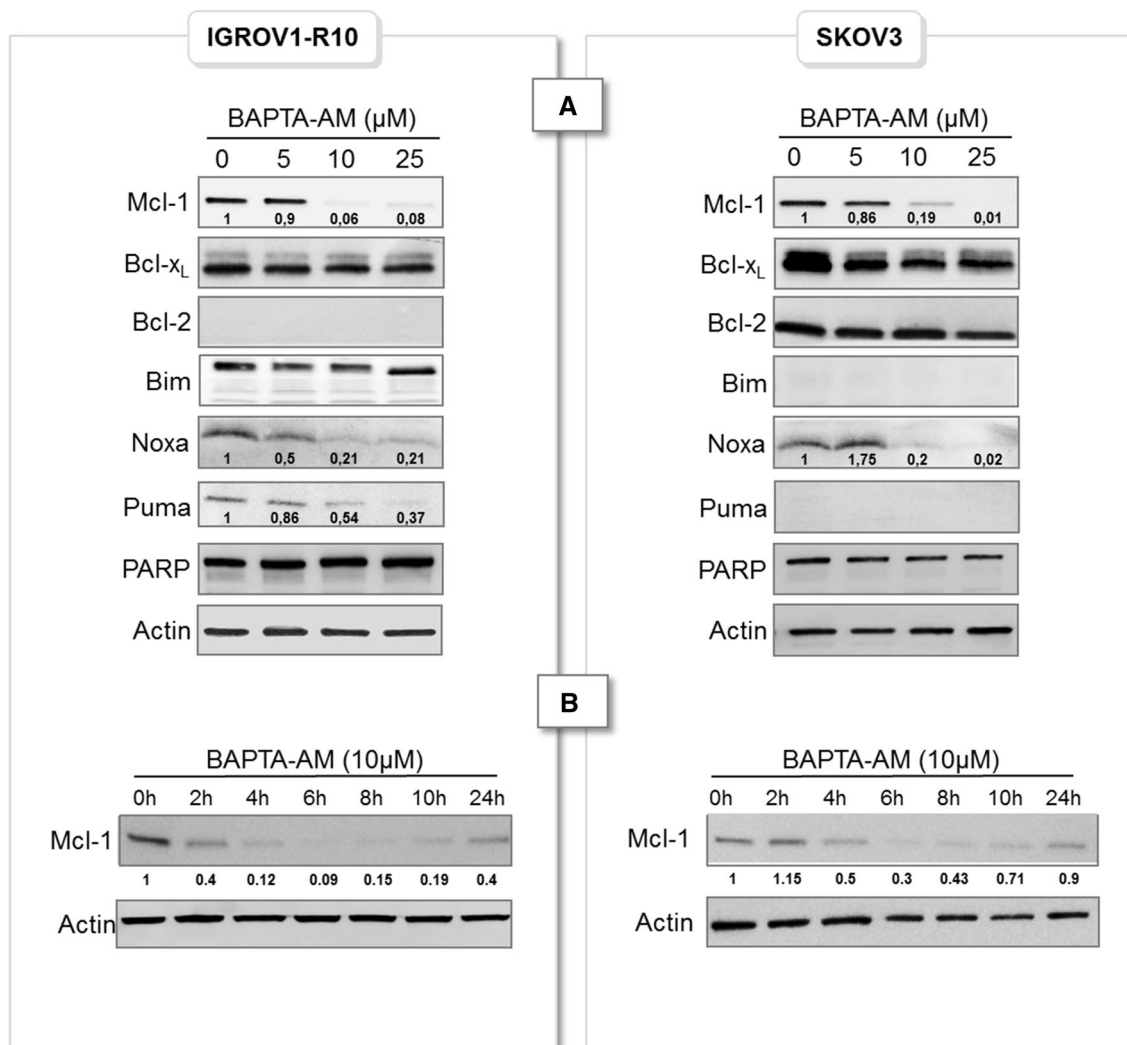 IGROV1-R10
SKOV3
A
BAPTA-AM (µM)
0 5 10 25
Mcl-1
1 0,9 0,06 0,08
Bcl-xL
Bcl-2
Bim
Noxa
1 0,5 0,21 0,21
Puma
1 0,86 0,54 0,37
PARP
Actin
BAPTA-AM (µM)
0 5 10 25
Mcl-1
1 0,86 0,19 0,01
Bcl-xL
Bcl-2
Bim
Noxa
1 1,75 0,2 0,02
Puma
PARP
Actin
B
BAPTA-AM (10µM)
0h 2h 4h 6h 8h 10h 24h
Mcl-1
1 0.4 0.12 0.09 0.15 0.19 0.4
Actin
BAPTA-AM (10µM)
0h 2h 4h 6h 8h 10h 24h
Mcl-1
1 1.15 0.5 0.3 0.43 0.71 0.9
Actin